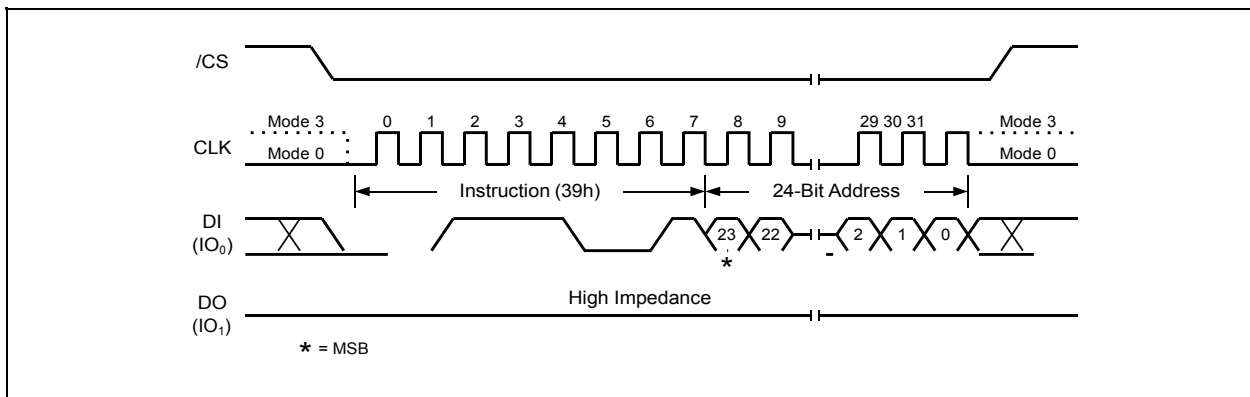 /CS
Mode 3 0 1 2 3 4 5 6 7 8 9 29 30 31 Mode 3
CLK
Mode 0 Mode 0
Instruction (39h) 24-Bit Address
DI
(IO₀)
23 22 2 1 0
*
High Impedance
DO
(IO₁)
* = MSB